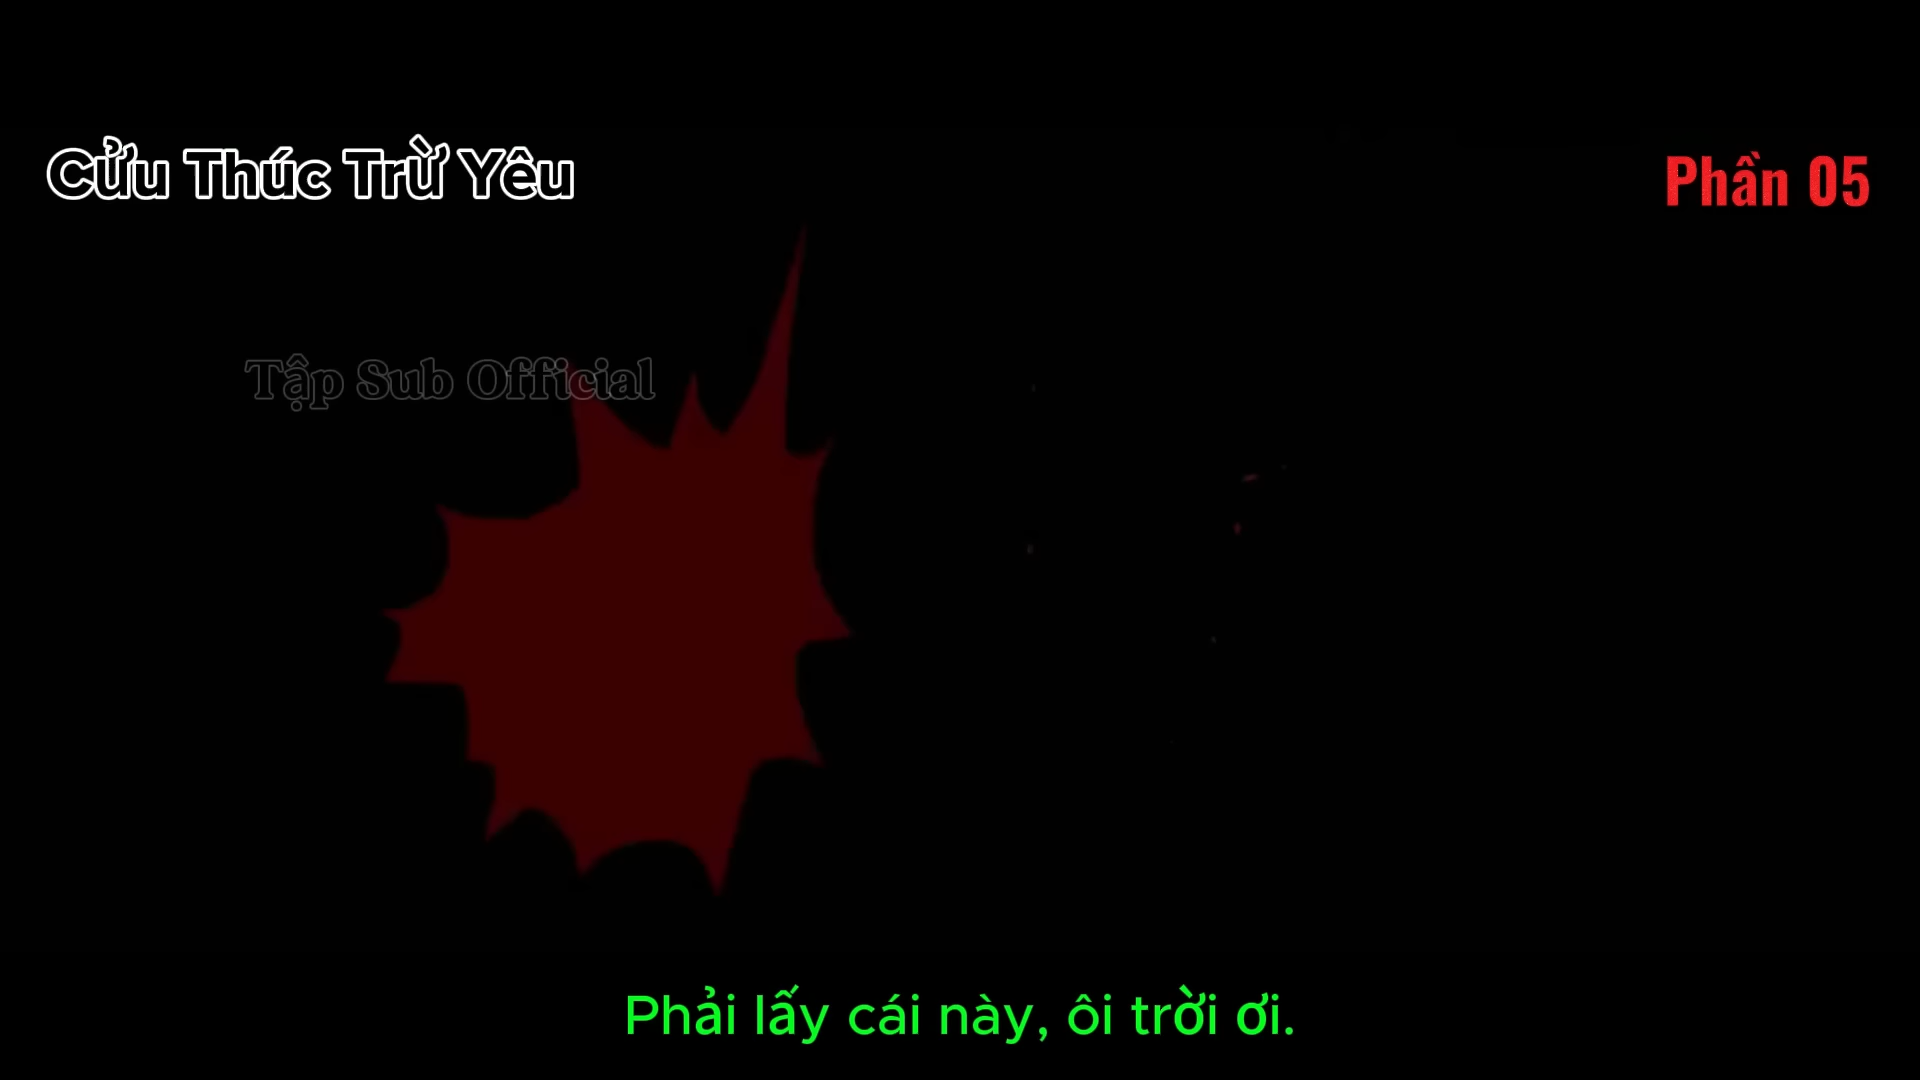 Cửu Thúc Trừ Yêu
Phần 05
Tập Sub Official
Phải lấy cái này, ôi trời ơi.